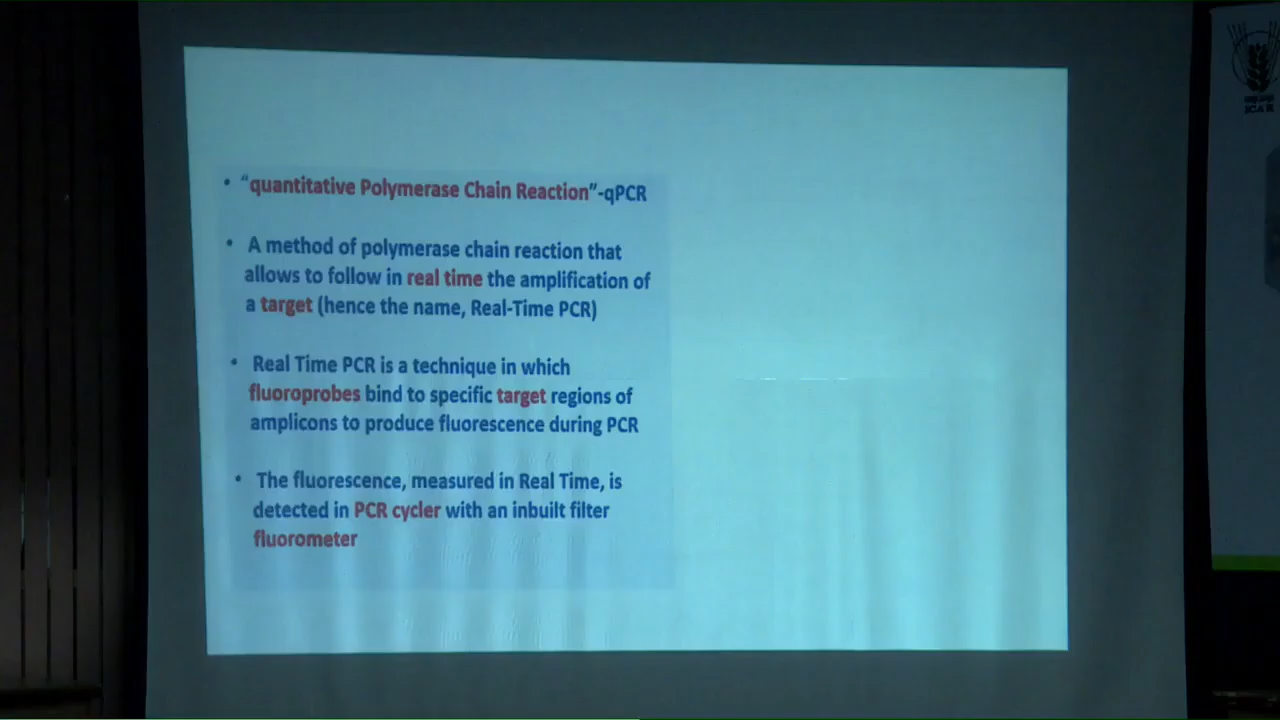 • “quantitative Polymerase Chain Reaction”-qPCR
• A method of polymerase chain reaction that
allows to follow in real time the amplification of
a target (hence the name, Real-Time PCR)
• Real Time PCR is a technique in which
fluoroprobes bind to specific target regions of
amplicons to produce fluorescence during PCR
• The fluorescence, measured in Real Time, is
detected in PCR cycler with an inbuilt filter
fluorometer
ICAR